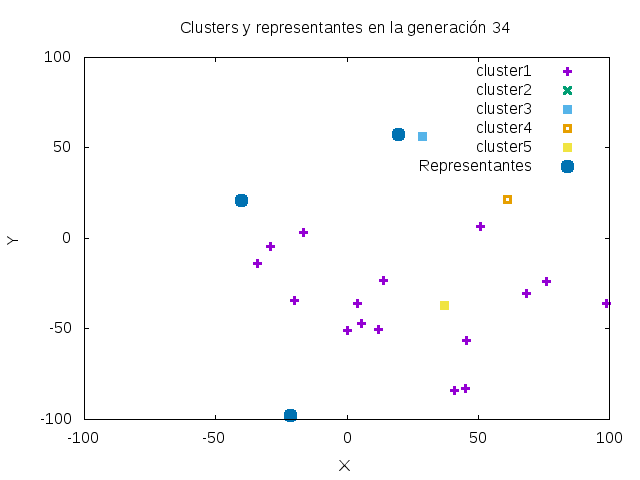 Clusters y representantes en la generación 34
100
50
0
-50
-100
Y
-100
-50
0
50
100
X
cluster1
cluster2
cluster3
cluster4
cluster5
Representantes